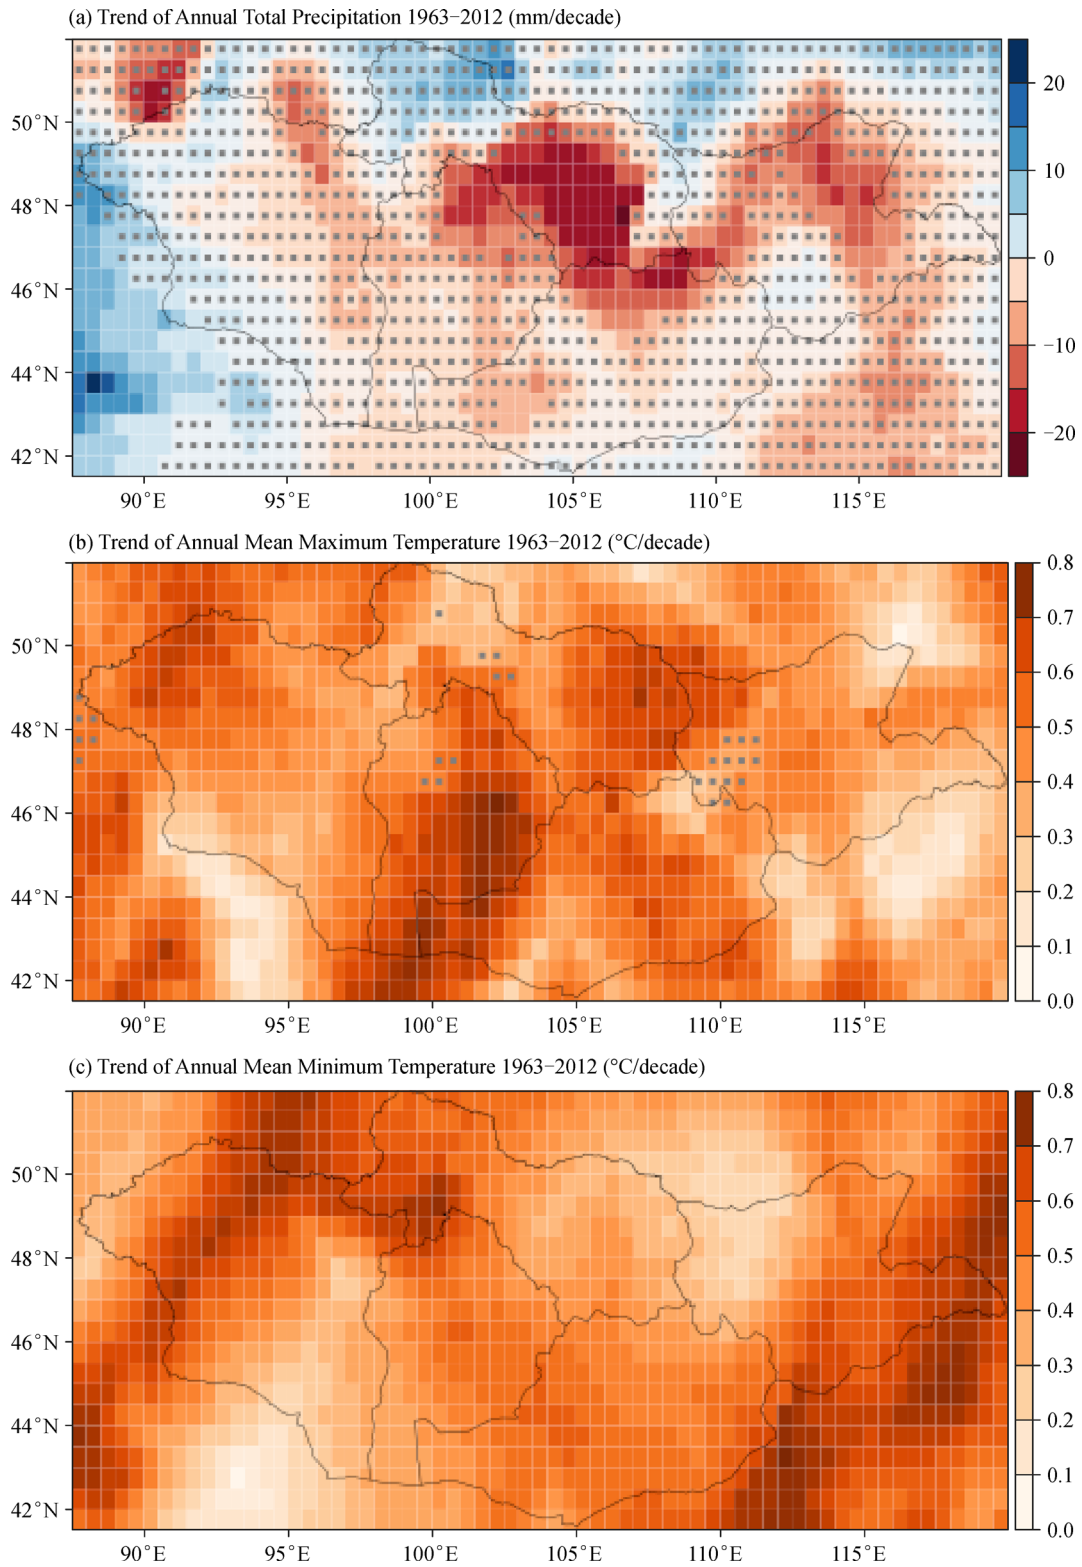 (a) Trend of Annual Total Precipitation 1963−2012 (mm/decade)
50°N
48°N
46°N
44°N
42°N
90°E 95°E 100°E 105°E 110°E 115°E
20
10
0
−10
−20
(b) Trend of Annual Mean Maximum Temperature 1963−2012 (°C/decade)
50°N
48°N
46°N
44°N
42°N
90°E 95°E 100°E 105°E 110°E 115°E
0.8
0.7
0.6
0.5
0.4
0.3
0.2
0.1
0.0
(c) Trend of Annual Mean Minimum Temperature 1963−2012 (°C/decade)
50°N
48°N
46°N
44°N
42°N
90°E 95°E 100°E 105°E 110°E 115°E
0.8
0.7
0.6
0.5
0.4
0.3
0.2
0.1
0.0